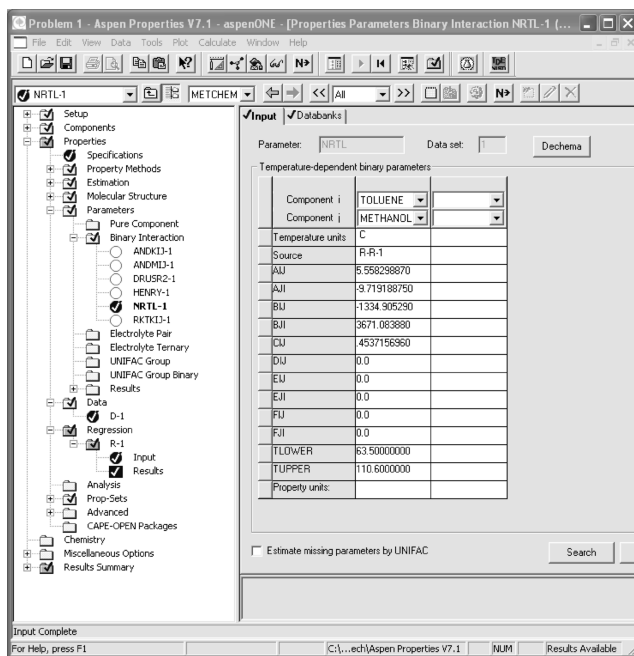 Problem 1 - Aspen Properties V7.1 - aspenONE - [Properties Parameters Binary Interaction NRTL-1 (...
File Edit View Data Tools Plot Calculate Window Help
N>
NRTL-1 METCHEM << All >> N>
Setup
Components
Properties
Specifications
Property Methods
Estimation
Molecular Structure
Parameters
Pure Component
Binary Interaction
ANDKIJ-1
ANDMIJ-1
DRUSR2-1
HENRY-1
NRTL-1
RKTKIJ-1
Electrolyte Pair
Electrolyte Ternary
UNIFAC Group
UNIFAC Group Binary
Results
Data
D-1
Regression
R-1
Input
Results
Analysis
Prop-Sets
Advanced
CAPE-OPEN Packages
Chemistry
Miscellaneous Options
Results Summary
Input Databanks
Parameter: NRTL Data set: 1 Dechema
Temperature-dependent binary parameters
Component i TOLUENE
Component j METHANOL
Temperature units C
Source R-R-1
AIJ 5.558298870
AJI -9.719188750
BIJ -1334.905290
BJI 3671.083880
CIJ .4537156960
DIJ 0.0
EIJ 0.0
EJI 0.0
FIJ 0.0
FJI 0.0
TLOWER 63.50000000
TUPPER 110.6000000
Property units:
Estimate missing parameters by UNIFAC Search
Input Complete
For Help, press F1 C:\...ech\Aspen Properties V7.1 NUM Results Available